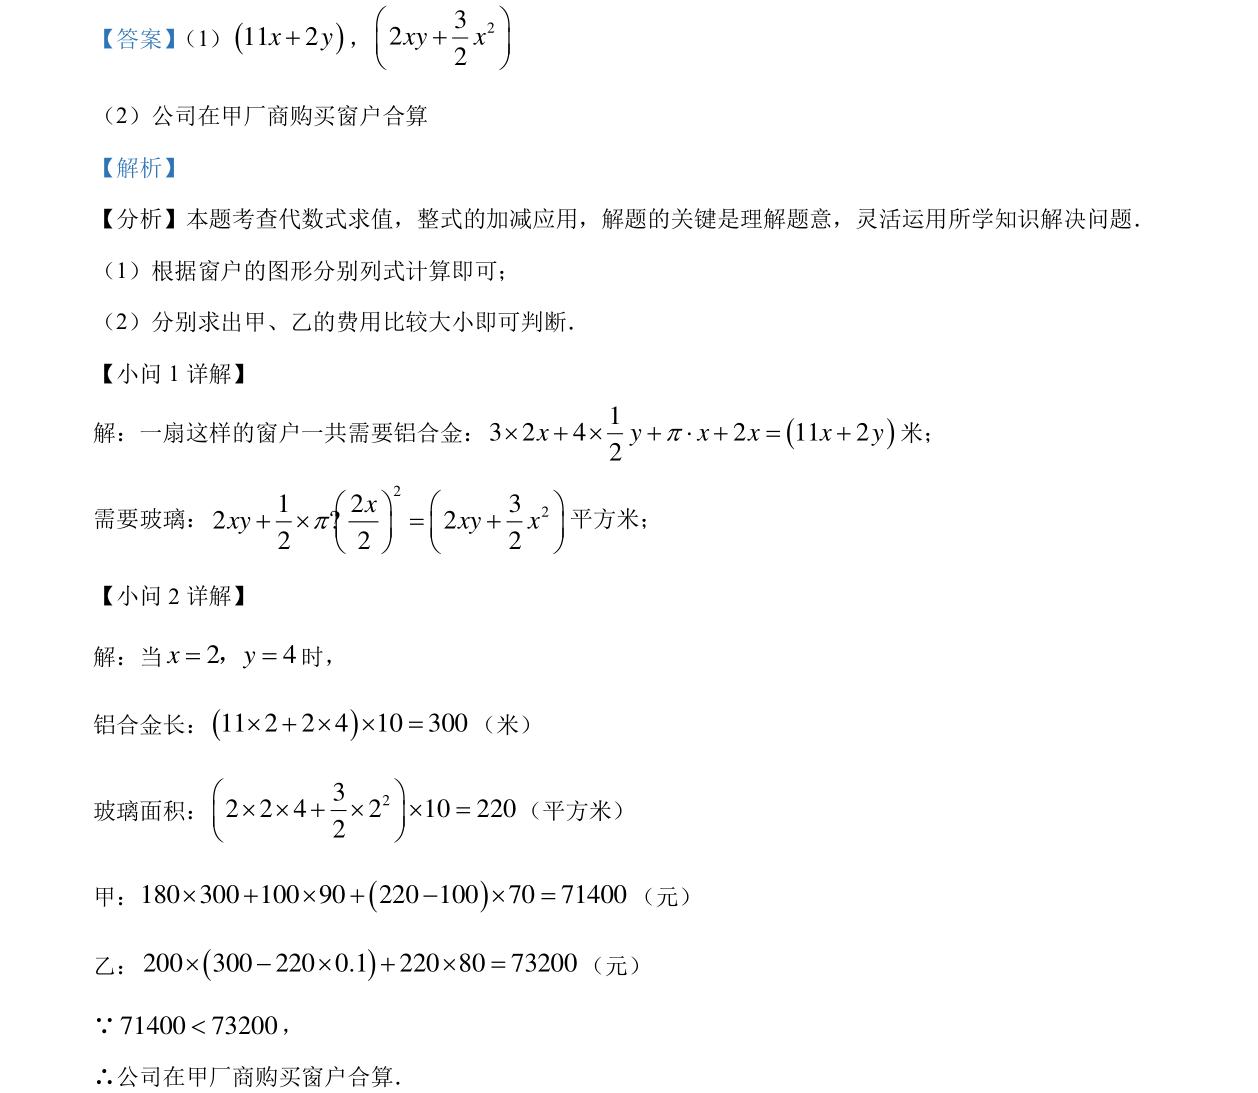 【答案】(1) (11x+2y), (2xy+3/2x²)
(2)公司在甲厂商购买窗户合算
【解析】
【分析】本题考查代数式求值，整式的加减应用，解题的关键是理解题意，灵活运用所学知识解决问题.
(1)根据窗户的图形分别列式计算即可；
(2)分别求出甲、乙的费用比较大小即可判断.
【小问 1 详解】
解：一扇这样的窗户一共需要铝合金：3×2x+4×1/2y+π·x+2x=(11x+2y)米；
需要玻璃：2xy+1/2×π?(2x/2)²=(2xy+3/2x²)平方米；
【小问 2 详解】
解：当x=2，y=4时，
铝合金长：(11×2+2×4)×10=300（米）
玻璃面积：(2×2×4+3/2×2²)×10=220（平方米）
甲：180×300+100×90+(220−100)×70=71400（元）
乙：200×(300−220×0.1)+220×80=73200（元）
∵71400<73200，
∴公司在甲厂商购买窗户合算.